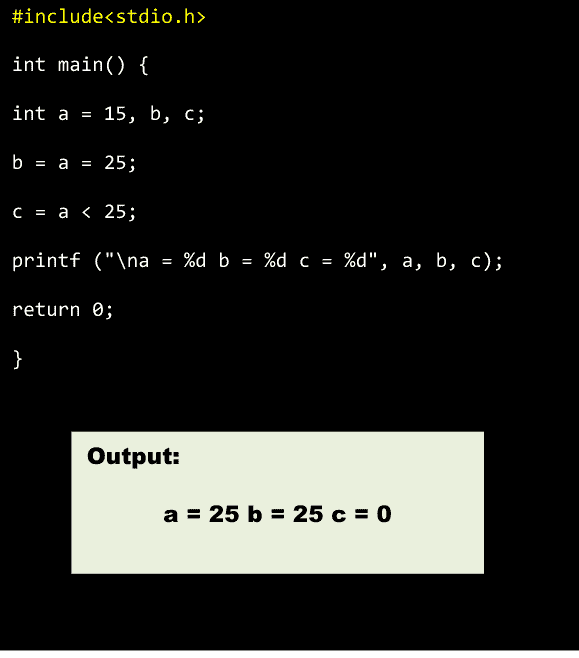 #include<stdio.h>
int main() {
int a = 15, b, c;
b = a = 25;
c = a < 25;
printf ("\na = %d b = %d c = %d", a, b, c);
return 0;
}
Output:
a = 25 b = 25 c = 0